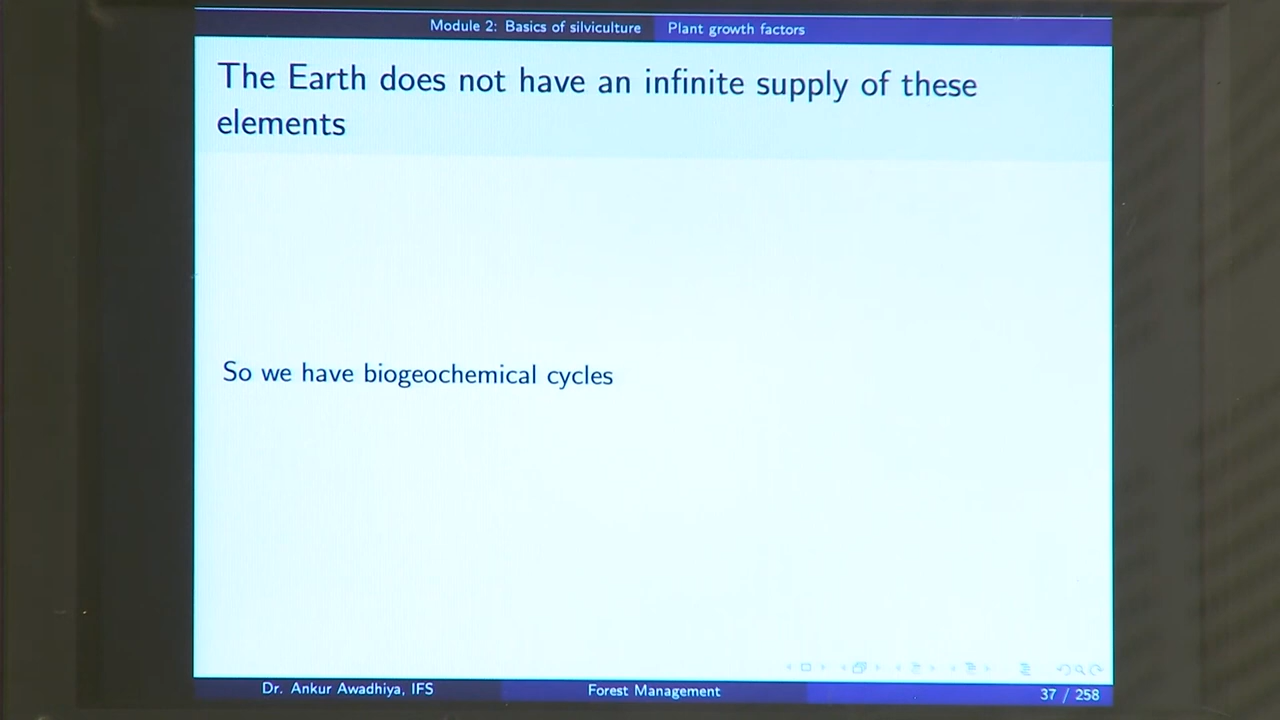 Module 2: Basics of silviculture Plant growth factors
The Earth does not have an infinite supply of these
elements
So we have biogeochemical cycles
Dr. Ankur Awadhiya, IFS Forest Management 37 / 258